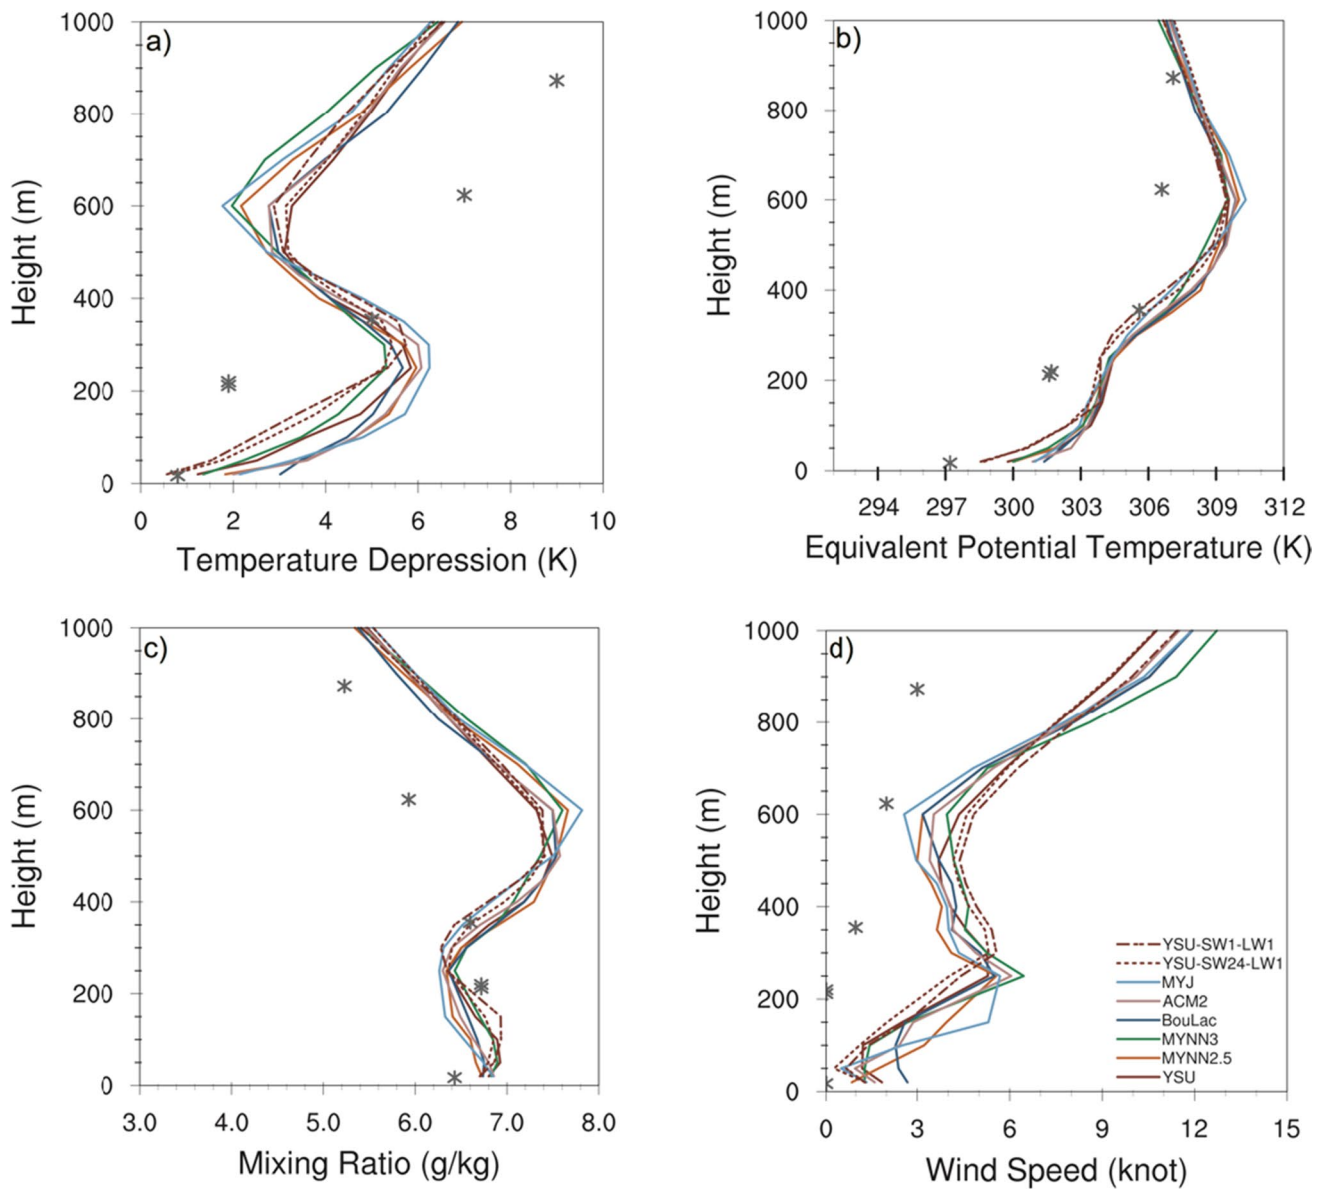 a)
1000
800
600
400
200
0
Height (m)
0 2 4 6 8 10
Temperature Depression (K)
b)
1000
800
600
400
200
0
Height (m)
294 297 300 303 306 309 312
Equivalent Potential Temperature (K)
c)
1000
800
600
400
200
0
Height (m)
3.0 4.0 5.0 6.0 7.0 8.0
Mixing Ratio (g/kg)
d)
1000
800
600
400
200
0
Height (m)
YSU-SW1-LW1
YSU-SW24-LW1
MYJ
ACM2
BouLac
MYNN3
MYNN2.5
YSU
0 3 6 9 12 15
Wind Speed (knot)